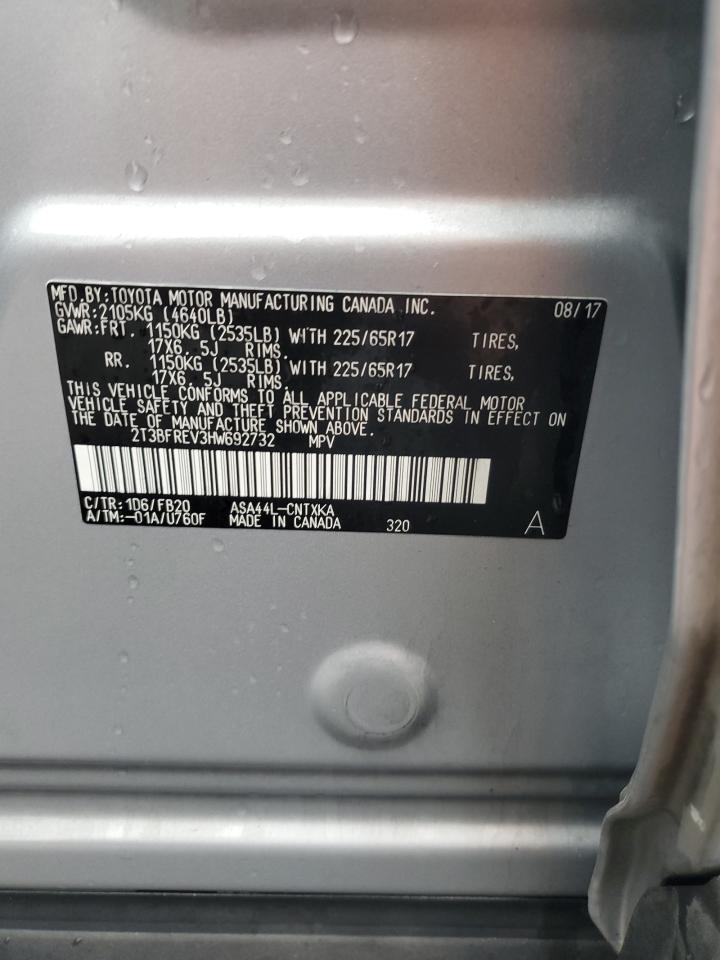 MFD.BY:TOYOTA MOTOR MANUFACTURING CANADA INC. 08/17
GVWR:2105KG (4640LB)
GAWR:FRT. 1150KG (2535LB) WITH 225/65R17 TIRES,
17X6. 5J RIMS.
RR. 1150KG (2535LB) WITH 225/65R17 TIRES,
17X6. 5J RIMS.
THIS VEHICLE CONFORMS TO ALL APPLICABLE FEDERAL MOTOR
VEHICLE SAFETY AND THEFT PREVENTION STANDARDS IN EFFECT ON
THE DATE OF MANUFACTURE SHOWN ABOVE.
2T3BFREV3HW692732 MPV
C/TR:1D6/FB20 ASA44L-CNTXKA
A/TM:-01A/U760F MADE IN CANADA 320 A